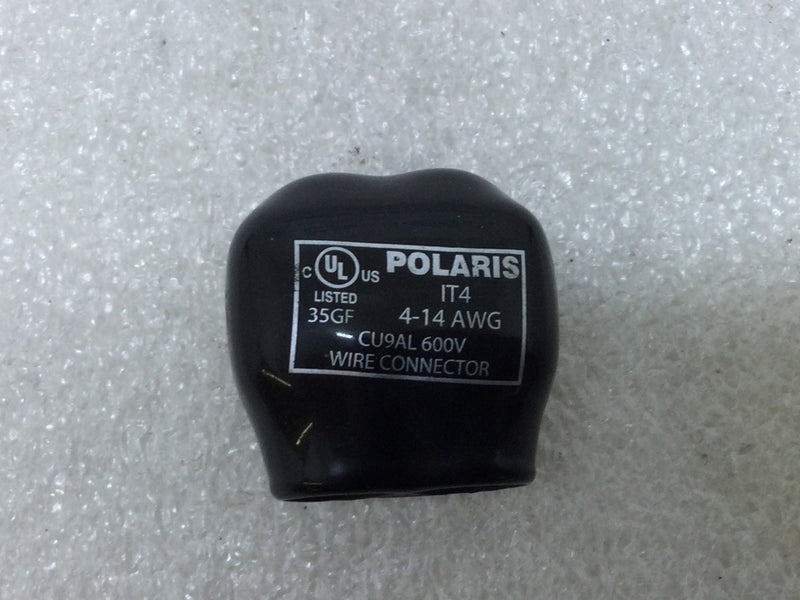 C UL US POLARIS
LISTED IT4
35GF 4-14 AWG
CU9AL 600V
WIRE CONNECTOR